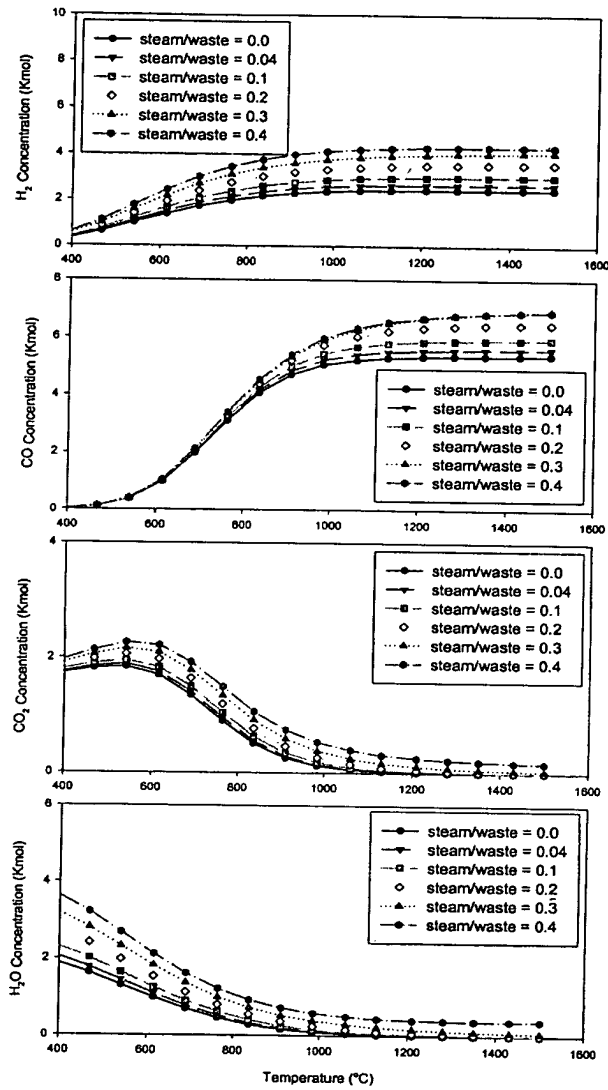 10
8
6
4
2
0
H2 Concentration (Kmol)
steam/waste = 0.0
steam/waste = 0.04
steam/waste = 0.1
steam/waste = 0.2
steam/waste = 0.3
steam/waste = 0.4
400 600 800 1000 1200 1400 1600
8
6
4
2
0
CO Concentration (Kmol)
steam/waste = 0.0
steam/waste = 0.04
steam/waste = 0.1
steam/waste = 0.2
steam/waste = 0.3
steam/waste = 0.4
400 600 800 1000 1200 1400 1600
4
2
0
CO2 Concentration (Kmol)
steam/waste = 0.0
steam/waste = 0.04
steam/waste = 0.1
steam/waste = 0.2
steam/waste = 0.3
steam/waste = 0.4
400 600 800 1000 1200 1400 1600
6
4
2
0
H2O Concentration (Kmol)
steam/waste = 0.0
steam/waste = 0.04
steam/waste = 0.1
steam/waste = 0.2
steam/waste = 0.3
steam/waste = 0.4
400 600 800 1000 1200 1400 1600
Temperature (°C)